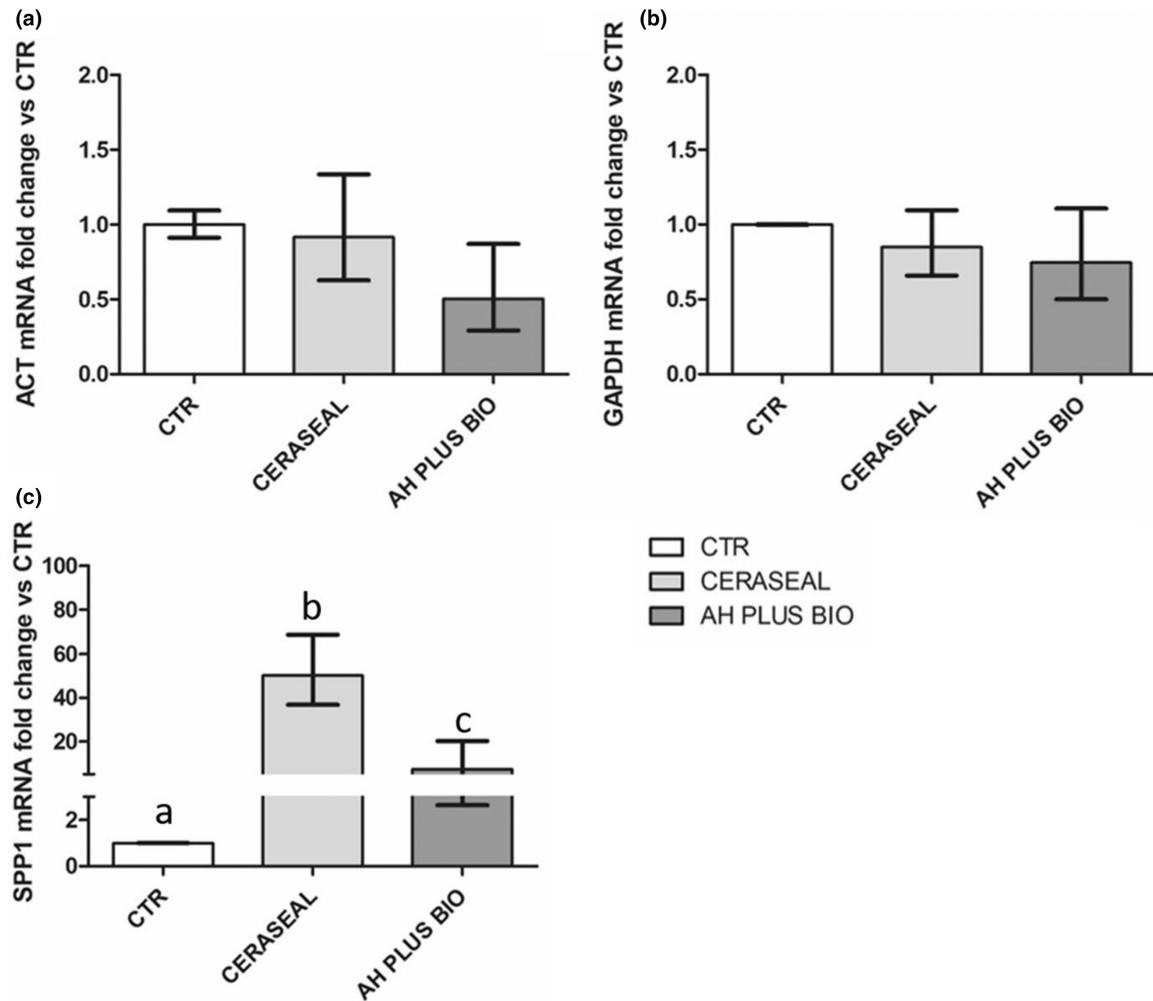 (a)
ACT mRNA fold change vs CTR
2.0
1.5
1.0
0.5
0.0
CTR
CERASEAL
AH PLUS BIO
(b)
GAPDH mRNA fold change vs CTR
2.0
1.5
1.0
0.5
0.0
CTR
CERASEAL
AH PLUS BIO
(c)
SPP1 mRNA fold change vs CTR
100
80
60
40
20
2
0
a
b
c
CTR
CERASEAL
AH PLUS BIO
CTR
CERASEAL
AH PLUS BIO